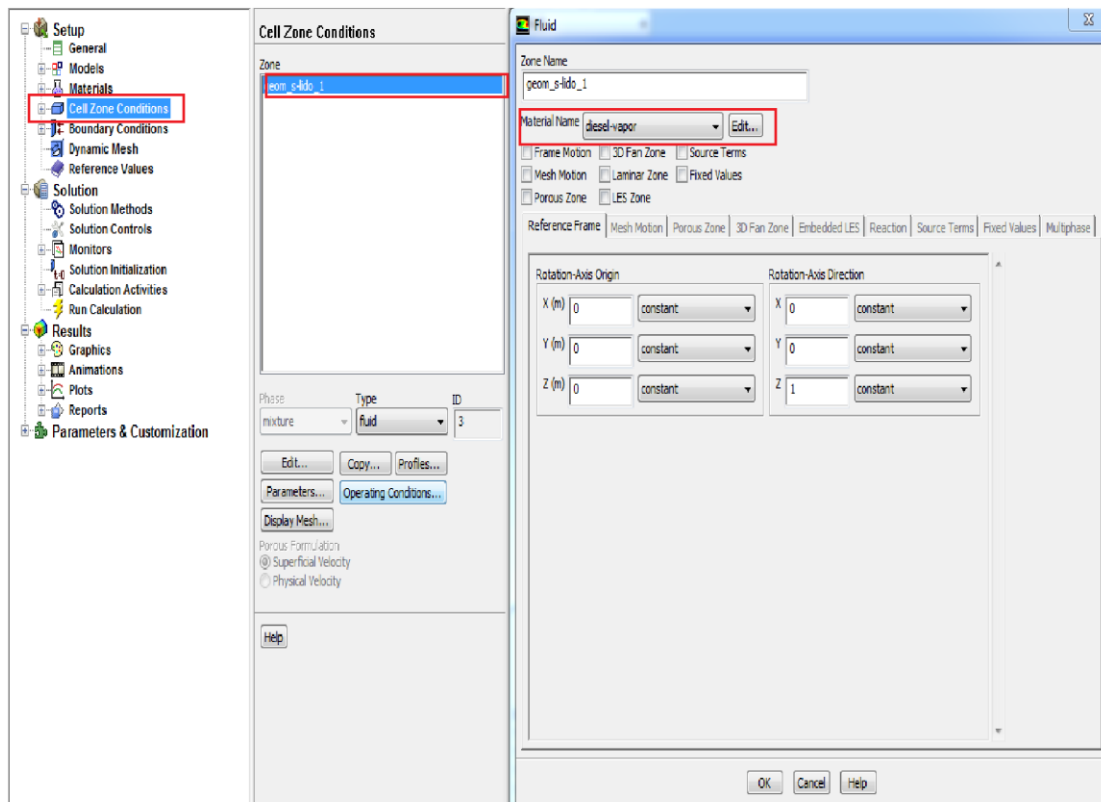 Setup
General
Models
Materials
Cell Zone Conditions
Boundary Conditions
Dynamic Mesh
Reference Values
Solution
Solution Methods
Solution Controls
Monitors
Solution Initialization
Calculation Activities
Run Calculation
Results
Graphics
Animations
Plots
Reports
Parameters & Customization
Cell Zone Conditions
Zone
geom_s-lido_1
Phase Type ID
mixture fluid 3
Edit... Copy... Profiles...
Parameters... Operating Conditions...
Display Mesh...
Porous Formulation
Superficial Velocity
Physical Velocity
Help
Fluid
Zone Name
geom_s-lido_1
Material Name diesel-vapor Edit...
Frame Motion 3D Fan Zone Source Terms
Mesh Motion Laminar Zone Fixed Values
Porous Zone LES Zone
Reference Frame Mesh Motion Porous Zone 3D Fan Zone Embedded LES Reaction Source Terms Fixed Values Multiphase
Rotation-Axis Origin Rotation-Axis Direction
X (m) 0 constant X 0 constant
Y (m) 0 constant Y 0 constant
Z (m) 0 constant Z 1 constant
OK Cancel Help